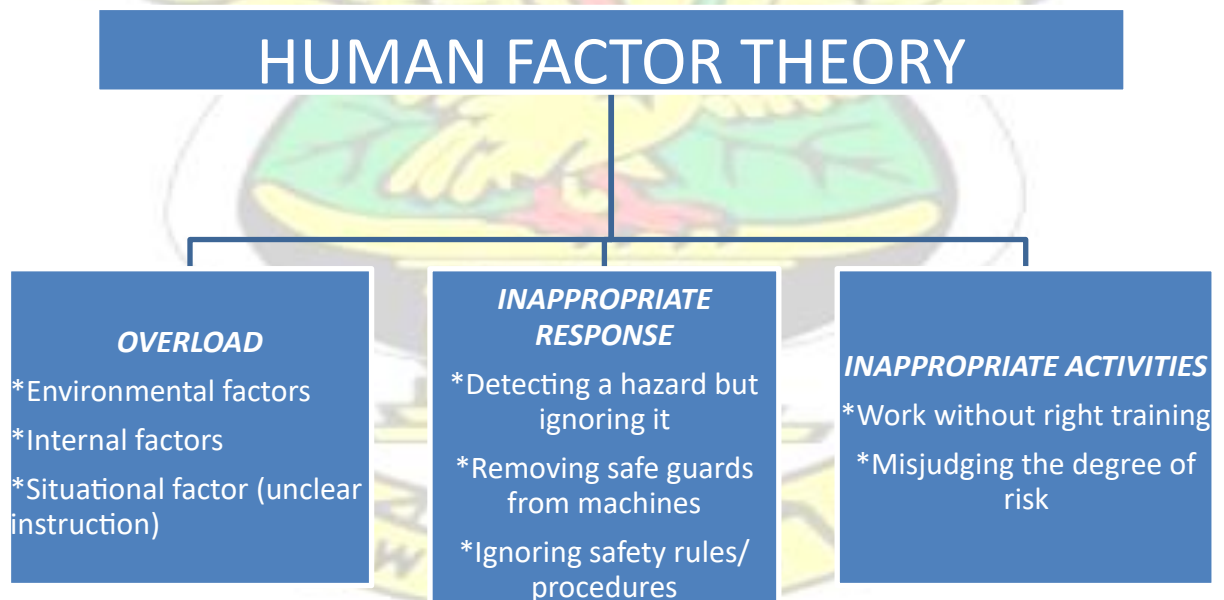 HUMAN FACTOR THEORY
OVERLOAD
*Environmental factors
*Internal factors
*Situational factor (unclear
instruction)
INAPPROPRIATE
RESPONSE
*Detecting a hazard but
ignoring it
*Removing safe guards
from machines
*Ignoring safety rules/
procedures
INAPPROPRIATE ACTIVITIES
*Work without right training
*Misjudging the degree of
risk